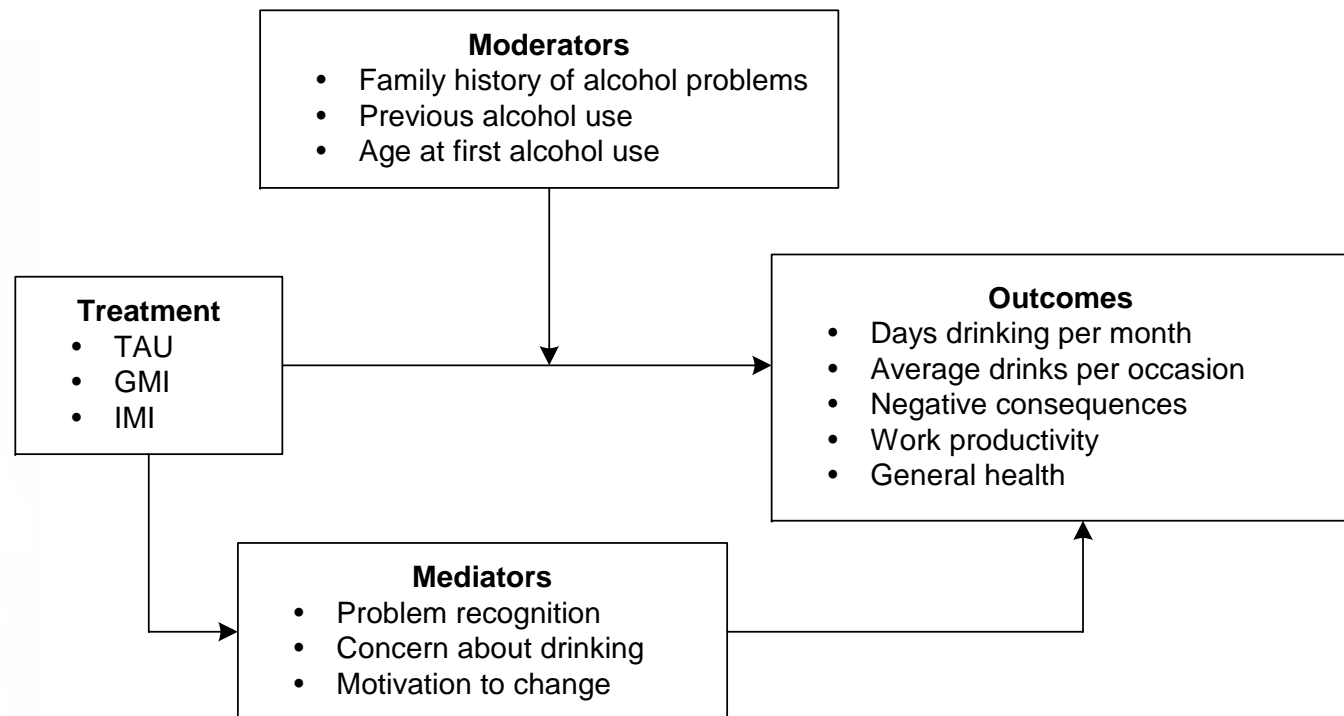 Moderators
• Family history of alcohol problems
• Previous alcohol use
• Age at first alcohol use
Treatment
• TAU
• GMI
• IMI
Outcomes
• Days drinking per month
• Average drinks per occasion
• Negative consequences
• Work productivity
• General health
Mediators
• Problem recognition
• Concern about drinking
• Motivation to change